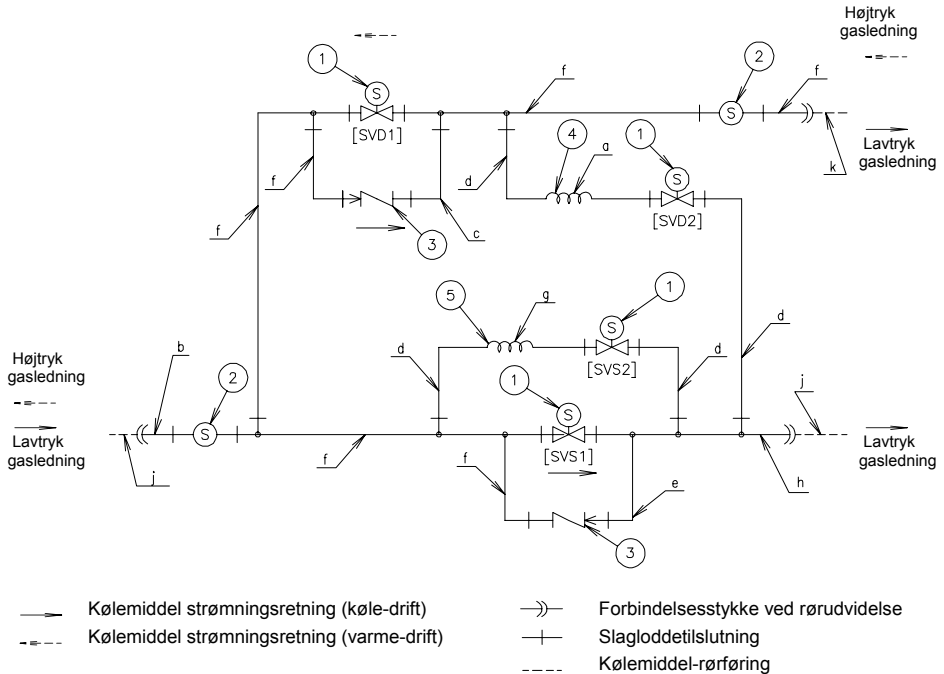 Højtryk
gasledning
1
S
[SVD1]
f
2
S
f
Lavtryk
gasledning
k
f
d
4
a
1
S
[SVD2]
f
3
c
5
g
1
S
[SVS2]
d
d
d
Højtryk
gasledning
b
2
S
Lavtryk
gasledning
j
f
1
S
[SVS1]
f
e
3
h
j
Lavtryk
gasledning
Kølemiddel strømningsretning (køle-drift)
Kølemiddel strømningsretning (varme-drift)
Forbindelsesstykke ved rørudvidelse
Slagloddetilslutning
Kølemiddel-rørføring